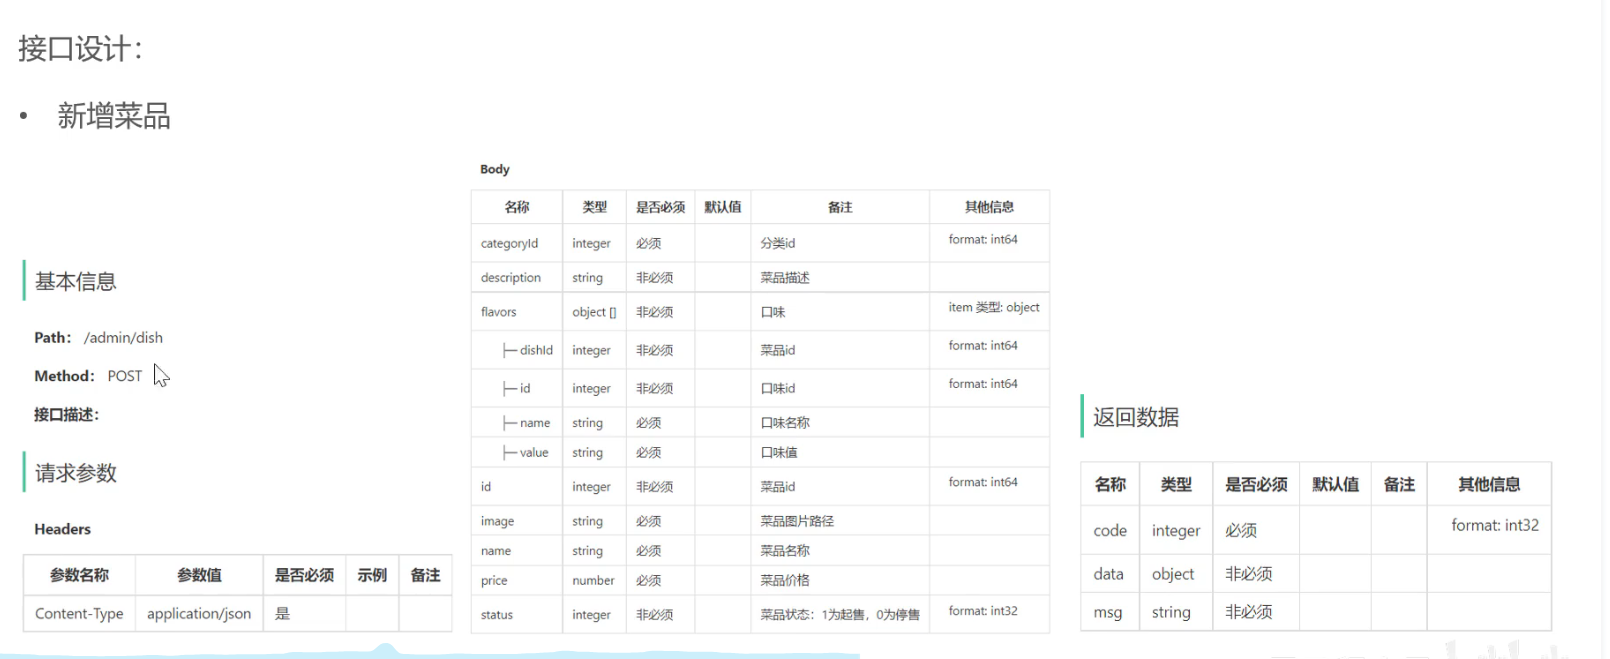 接口设计：
• 新增菜品
基本信息
Path： /admin/dish
Method： POST
接口描述：
请求参数
Headers
参数名称 参数值 是否必须 示例 备注
Content-Type application/json 是
Body
名称 类型 是否必须 默认值 备注 其他信息
categoryId integer 必须 分类id format: int64
description string 非必须 菜品描述
flavors object [] 非必须 口味 item 类型: object
├─ dishId integer 非必须 菜品id format: int64
├─ id integer 非必须 口味id format: int64
├─ name string 必须 口味名称
├─ value string 必须 口味值
id integer 非必须 菜品id format: int64
image string 必须 菜品图片路径
name string 必须 菜品名称
price number 必须 菜品价格
status integer 非必须 菜品状态：1为起售，0为停售 format: int32
返回数据
名称 类型 是否必须 默认值 备注 其他信息
code integer 必须 format: int32
data object 非必须
msg string 非必须